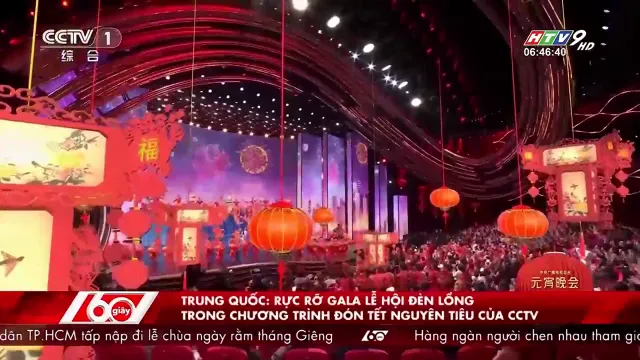 CCTV 1
综合
HTV9 HD
06:46:40
福
元宵晚会
TRUNG QUỐC: RỰC RỠ GALA LỄ HỘI ĐÈN LỒNG
TRONG CHƯƠNG TRÌNH ĐÓN TẾT NGUYÊN TIÊU CỦA CCTV
60 giây
dân TP.HCM tấp nập đi lễ chùa ngày rằm tháng Giêng
60 giây
Hàng ngàn người chen nhau tham gi